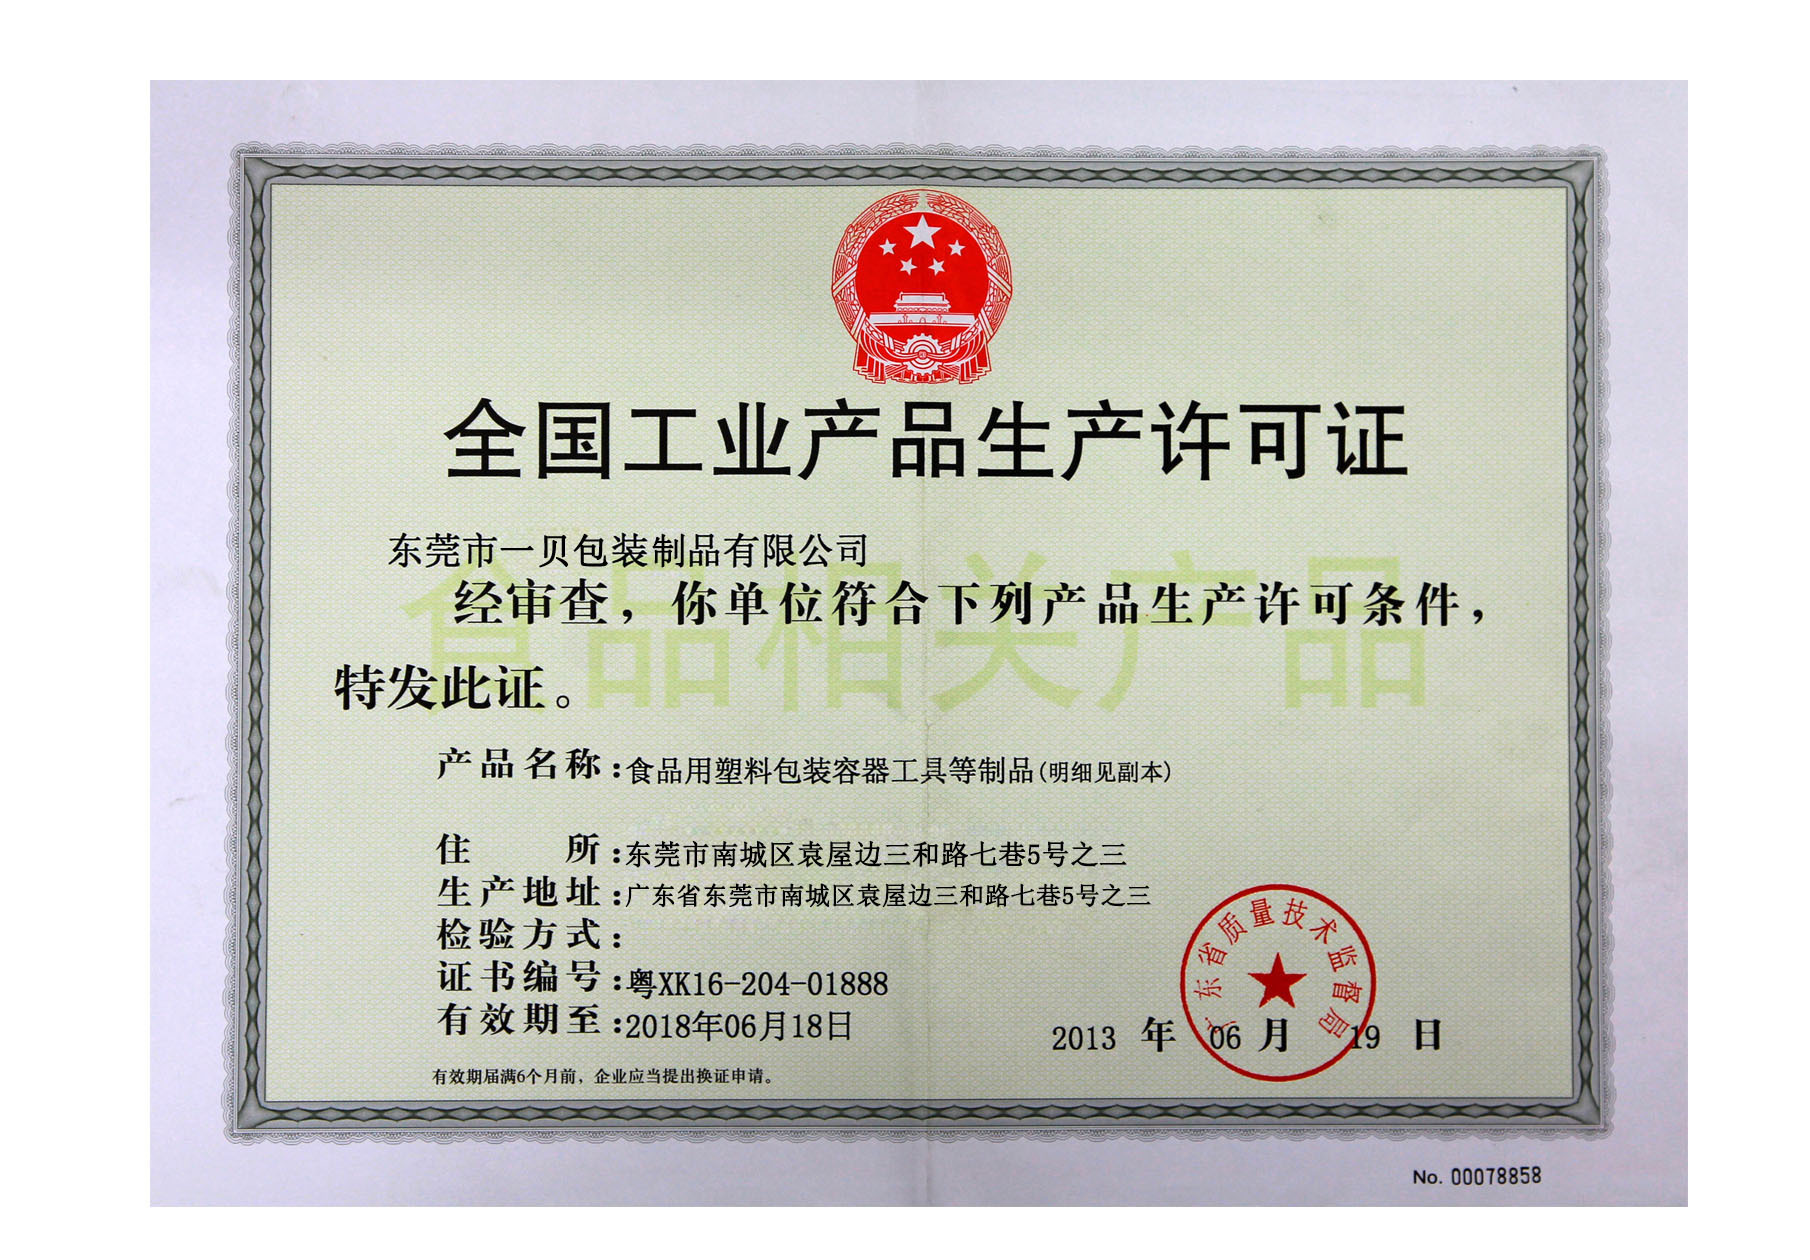 全国工业产品生产许可证
东莞市一贝包装制品有限公司
食品相关产品
经审查，你单位符合下列产品生产许可条件，
特发此证。
产品名称：食品用塑料包装容器工具等制品(明细见副本)
住 所：东莞市南城区袁屋边三和路七巷5号之三
生产地址：广东省东莞市南城区袁屋边三和路七巷5号之三
检验方式：
证书编号：粤XK16-204-01888
有效期至：2018年06月18日
广东省质量技术监督局
2013 年 06 月 19 日
有效期届满6个月前，企业应当提出换证申请。
No. 00078858